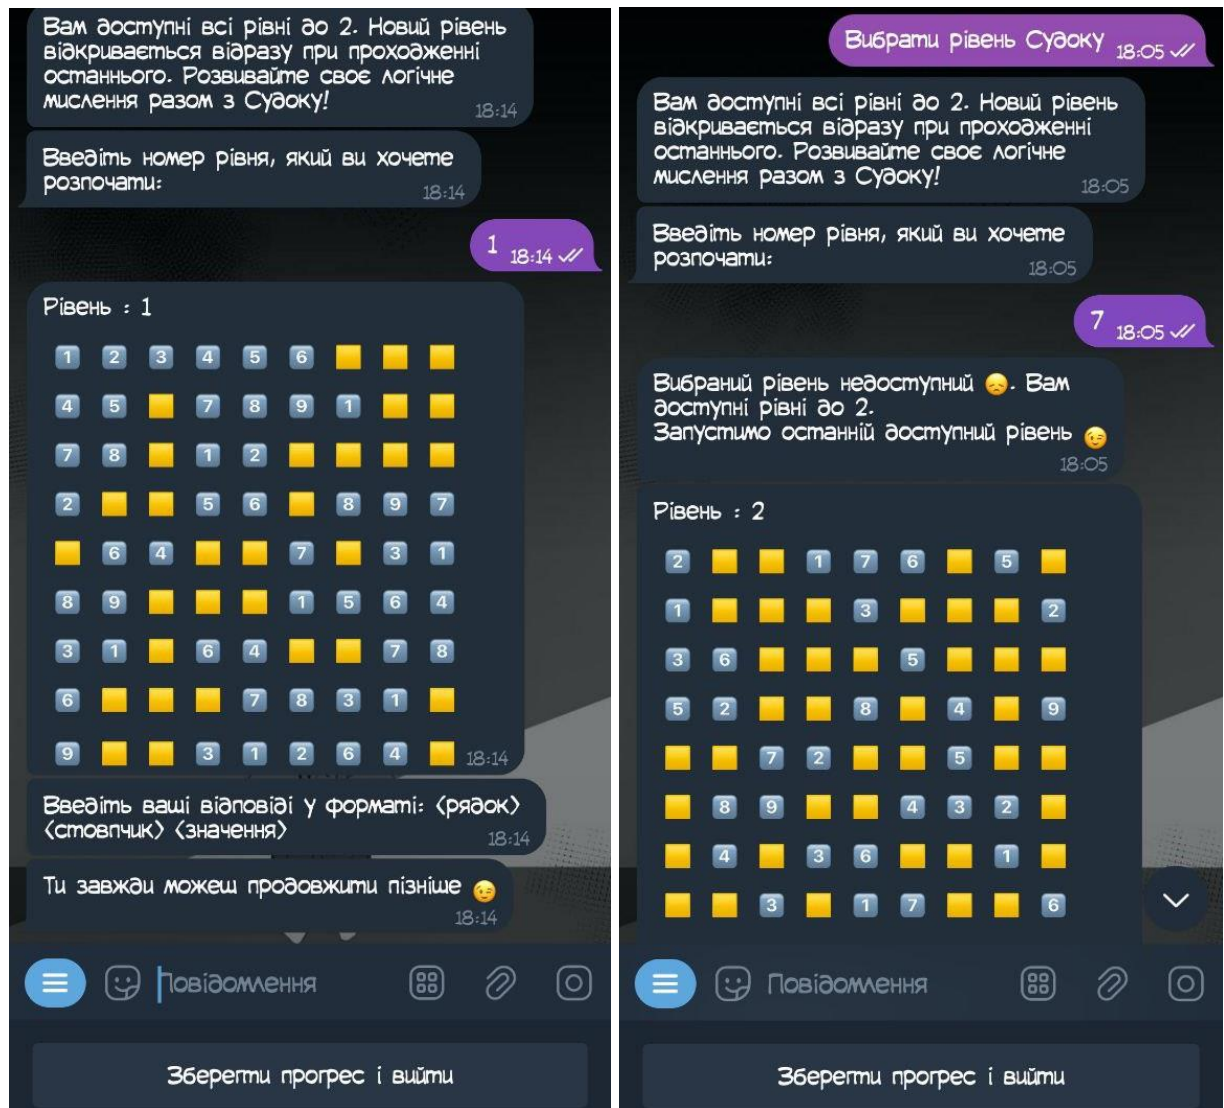 Вам доступні всі рівні до 2. Новий рівень
відкривається відразу при проходженні
останнього. Розвивайте своє логічне
мислення разом з Судоку!
18:14
Введіть номер рівня, який ви хочете
розпочати:
18:14
1 18:14
Рівень : 1
1 2 3 4 5 6
4 5 7 8 9 1
7 8 1 2
2 5 6 8 9 7
6 4 7 3 1
8 9 1 5 6 4
3 1 6 4 7 8
6 7 8 3 1
9 3 1 2 6 4
18:14
Введіть ваші відповіді у форматі: <рядок>
<стовпчик> <значення>
18:14
Ти завжди можеш продовжити пізніше
18:14
Повідомлення
Зберегти прогрес і вийти
Вибрати рівень Судоку 18:05
Вам доступні всі рівні до 2. Новий рівень
відкривається відразу при проходженні
останнього. Розвивайте своє логічне
мислення разом з Судоку!
18:05
Введіть номер рівня, який ви хочете
розпочати:
18:05
7 18:05
Вибраний рівень недоступний . Вам
доступні рівні до 2.
Запустимо останній доступний рівень
18:05
Рівень : 2
2 1 7 6 5
1 3 2
3 6 5
5 2 8 4 9
7 2 5
8 9 4 3 2
4 3 6 1
3 1 7 6
Повідомлення
Зберегти прогрес і вийти